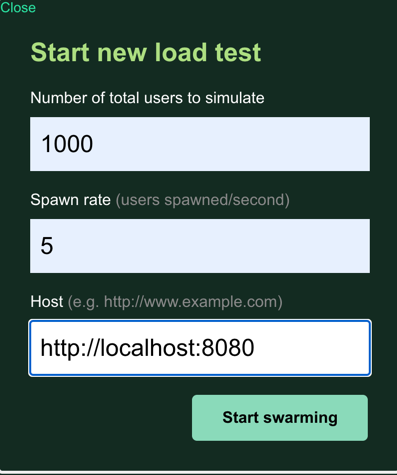 Close
Start new load test
Number of total users to simulate
1000
Spawn rate (users spawned/second)
5
Host (e.g. http://www.example.com)
http://localhost:8080
Start swarming